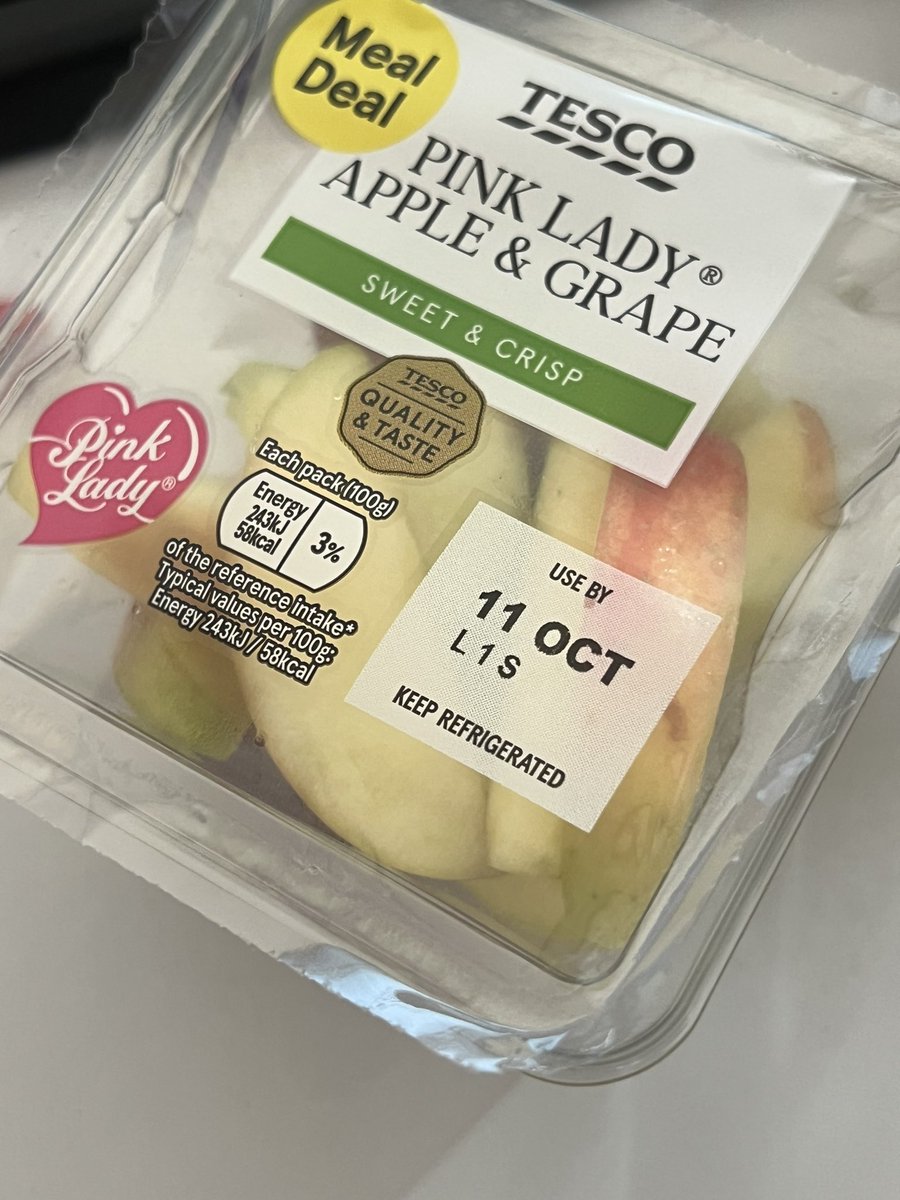 Meal
Deal
TESCO
PINK LADY®
APPLE & GRAPE
SWEET & CRISP
TESCO
QUALITY
& TASTE
Pink
Lady®
Each pack (100g)
Energy
243kJ
58kcal
3%
of the reference intake*
Typical values per 100g:
Energy 243kJ / 58kcal
USE BY
11 OCT
L 1 S
KEEP REFRIGERATED